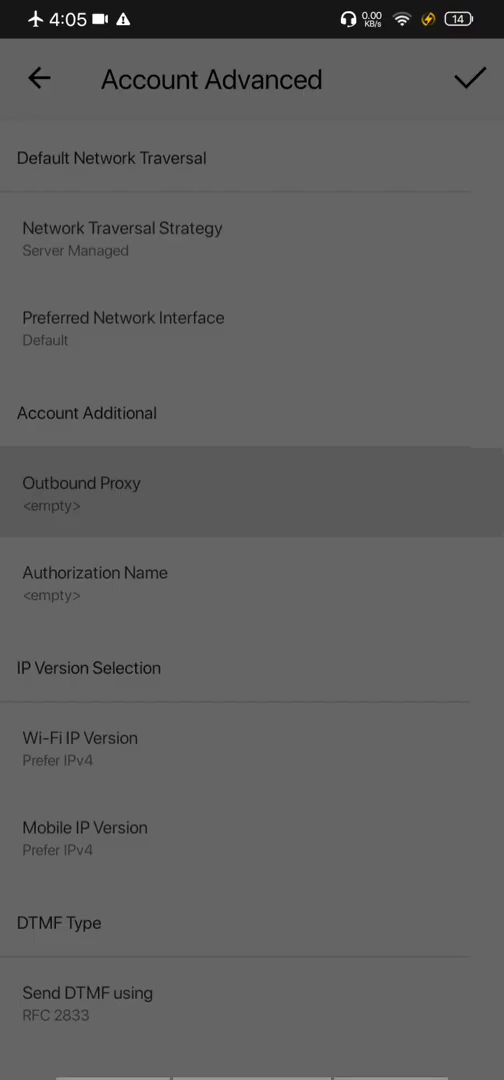 4:05 0.00 KB/s 14
Account Advanced
Default Network Traversal
Network Traversal Strategy
Server Managed
Preferred Network Interface
Default
Account Additional
Outbound Proxy
<empty>
Authorization Name
<empty>
IP Version Selection
Wi-Fi IP Version
Prefer IPv4
Mobile IP Version
Prefer IPv4
DTMF Type
Send DTMF using
RFC 2833